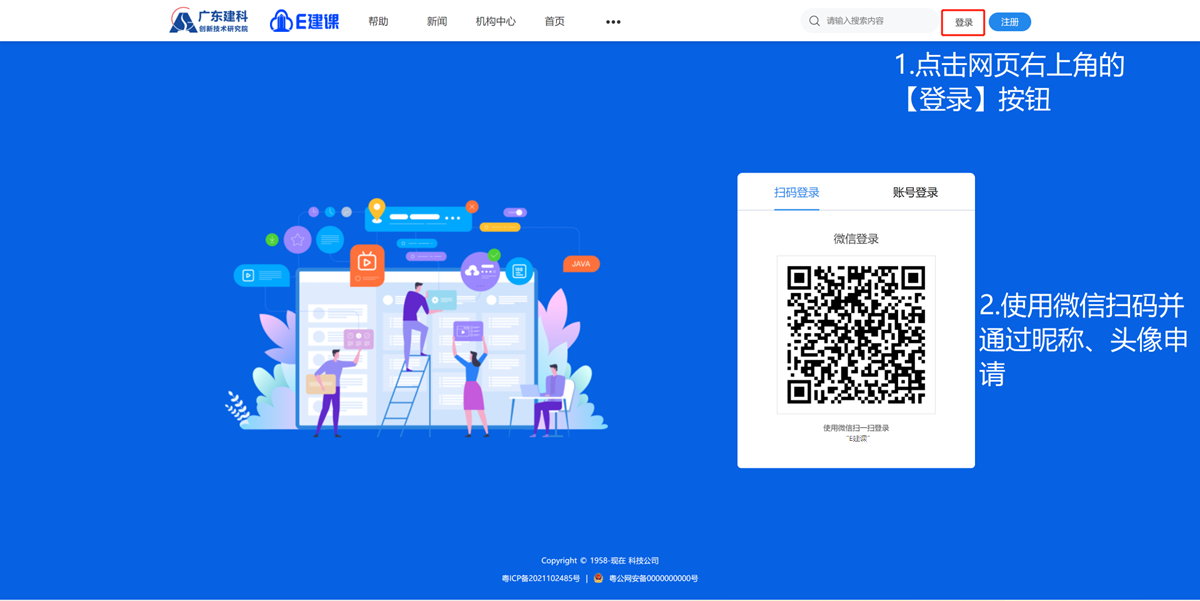 广东建科
创新技术研究院
E建课
帮助
新闻
机构中心
首页
•••
请输入搜索内容
登录
注册
1.点击网页右上角的
【登录】按钮
扫码登录
账号登录
微信登录
JAVA
2.使用微信扫码并
通过昵称、头像申
请
使用微信扫一扫登录
“E建课”
Copyright © 1958-现在 科技公司
粤ICP备2021102485号 | 粤公网安备0000000000号